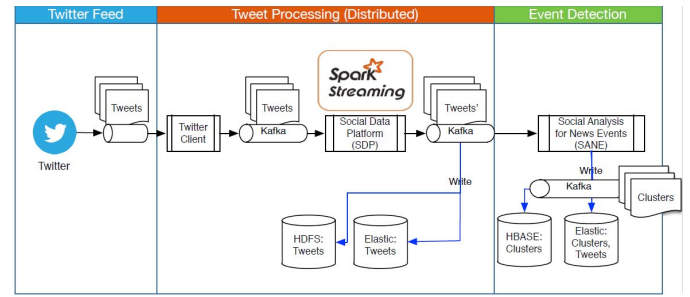 Twitter Feed
Tweet Processing (Distributed)
Event Detection
Spark
Streaming
Tweets
Tweets
Tweets'
Twitter
Client
Kafka
Social Data
Platform
(SDP)
Kafka
Social Analysis
for News Events
(SANE)
Twitter
Write
Write
Kafka
Clusters
HDFS:
Tweets
Elastic:
Tweets
HBASE:
Clusters
Elastic:
Clusters,
Tweets